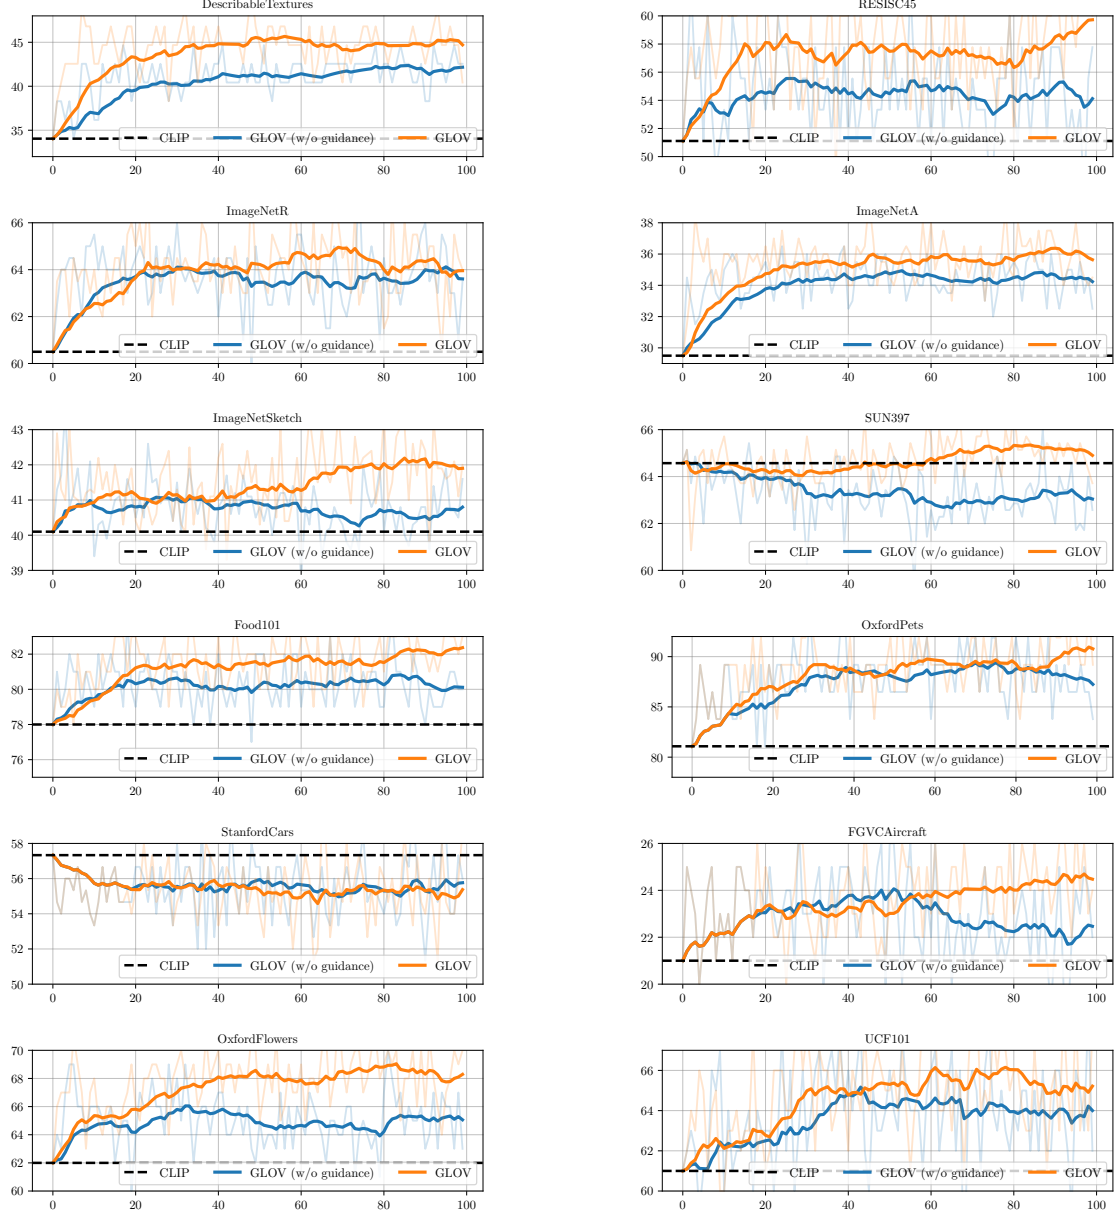 DescribableTextures
45
40
35
CLIP GLOV (w/o guidance) GLOV
0 20 40 60 80 100
RESISC45
60
58
56
54
52
50
CLIP GLOV (w/o guidance) GLOV
0 20 40 60 80 100
ImageNetR
66
64
62
60
CLIP GLOV (w/o guidance) GLOV
0 20 40 60 80 100
ImageNetA
38
36
34
32
30
CLIP GLOV (w/o guidance) GLOV
0 20 40 60 80 100
ImageNetSketch
43
42
41
40
39
CLIP GLOV (w/o guidance) GLOV
0 20 40 60 80 100
SUN397
66
64
62
60
CLIP GLOV (w/o guidance) GLOV
0 20 40 60 80 100
Food101
82
80
78
76
CLIP GLOV (w/o guidance) GLOV
0 20 40 60 80 100
OxfordPets
90
85
80
CLIP GLOV (w/o guidance) GLOV
0 20 40 60 80 100
StanfordCars
58
56
54
52
50
CLIP GLOV (w/o guidance) GLOV
0 20 40 60 80 100
FGVCAircraft
26
24
22
20
CLIP GLOV (w/o guidance) GLOV
0 20 40 60 80 100
OxfordFlowers
70
68
66
64
62
60
CLIP GLOV (w/o guidance) GLOV
0 20 40 60 80 100
UCF101
66
64
62
60
CLIP GLOV (w/o guidance) GLOV
0 20 40 60 80 100